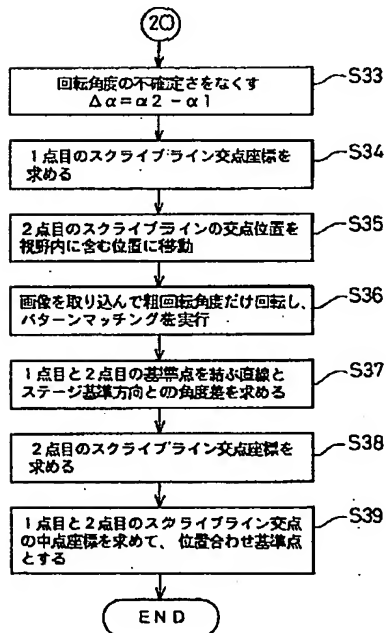 20
回転角度の不確定さをなくす
Δα=α2-α1
S33
1点目のスクライブライン交点座標を
求める
S34
2点目のスクライブラインの交点位置を
視野内に含む位置に移動
S35
画像を取り込んで粗回転角度だけ回転し、
パターンマッチングを実行
S36
1点目と2点目の基準点を結ぶ直線と
ステージ基準方向との角度差を求める
S37
2点目のスクライブライン交点座標を
求める
S38
1点目と2点目のスクライブライン交点
の中点座標を求めて、位置合わせ基準点
とする
S39
END